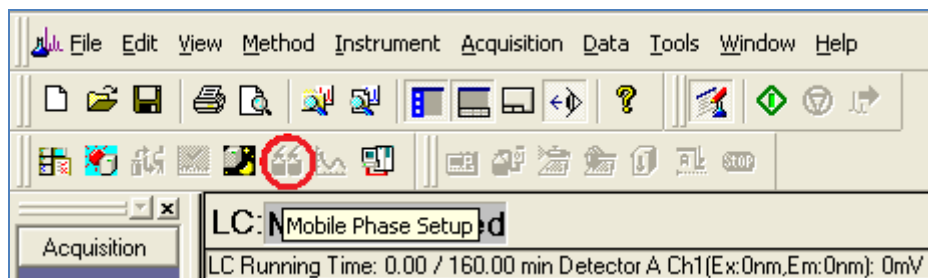 File Edit View Method Instrument Acquisition Data Tools Window Help
STOP
LC: Mobile Phase Setup
Acquisition
LC Running Time: 0.00 / 160.00 min Detector A Ch1(Ex:0nm,Em:0nm): 0mV